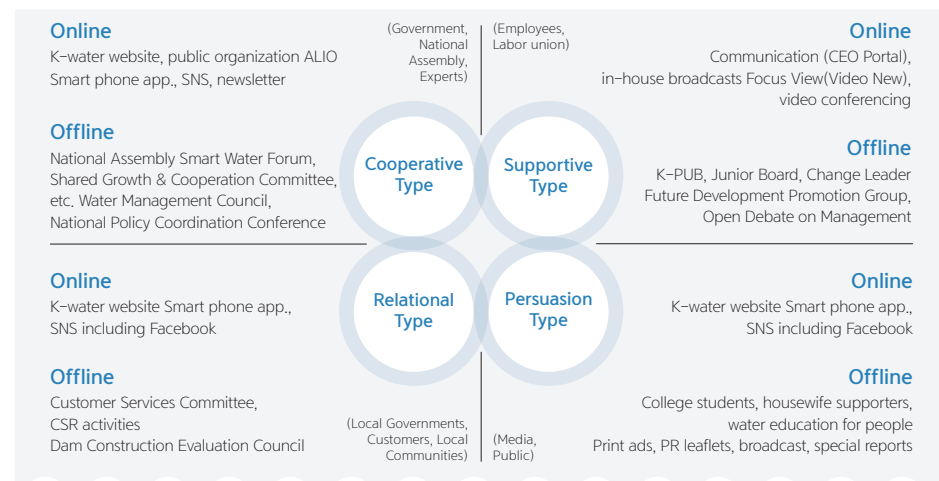 Online
K-water website, public organization ALIO
Smart phone app., SNS, newsletter
Offline
National Assembly Smart Water Forum,
Shared Growth & Cooperation Committee,
etc. Water Management Council,
National Policy Coordination Conference
(Government,
National
Assembly,
Experts)
Cooperative
Type
(Employees,
Labor union)
Supportive
Type
Online
Communication (CEO Portal),
in-house broadcasts Focus View(Video New),
video conferencing
Offline
K-PUB, Junior Board, Change Leader
Future Development Promotion Group,
Open Debate on Management
Online
K-water website Smart phone app.,
SNS including Facebook
Offline
Customer Services Committee,
CSR activities
Dam Construction Evaluation Council
Relational
Type
(Local Governments,
Customers, Local
Communities)
Persuasion
Type
(Media,
Public)
Online
K-water website Smart phone app.,
SNS including Facebook
Offline
College students, housewife supporters,
water education for people
Print ads, PR leaflets, broadcast, special reports